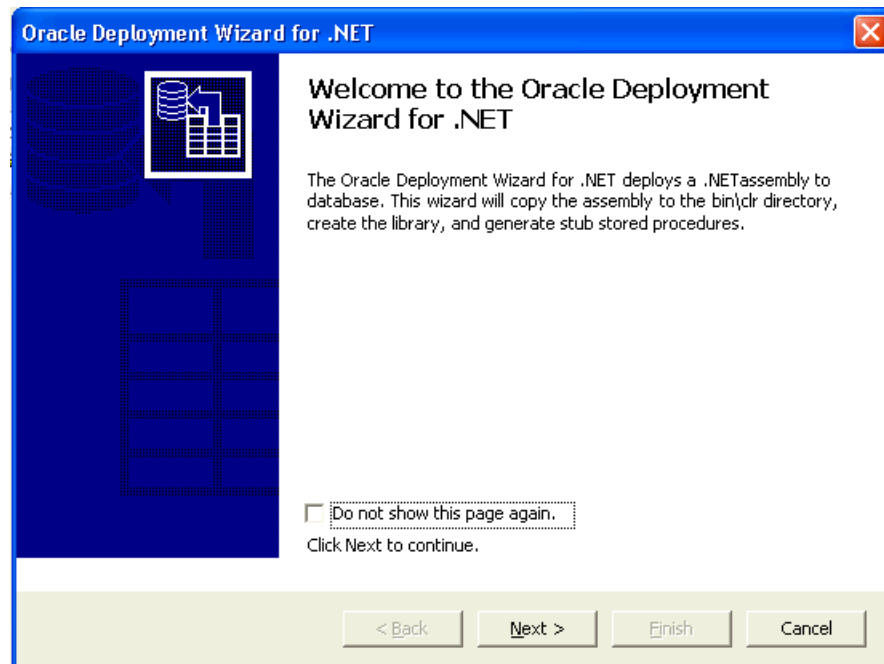 Oracle Deployment Wizard for .NET
Welcome to the Oracle Deployment
Wizard for .NET
The Oracle Deployment Wizard for .NET deploys a .NETassembly to
database. This wizard will copy the assembly to the bin\clr directory,
create the library, and generate stub stored procedures.
Do not show this page again.
Click Next to continue.
< Back Next > Finish Cancel